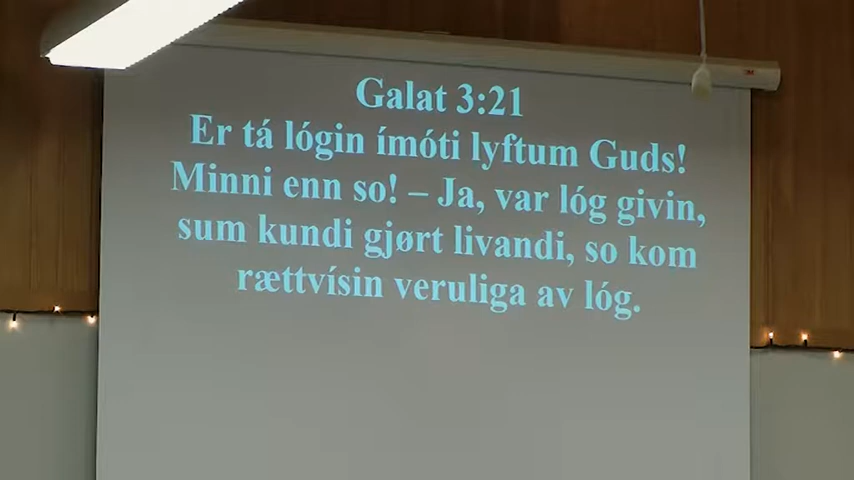 Galat 3:21
Er tá lógin ímóti lyftum Guds!
Minni enn so! – Ja, var lóg givin,
sum kundi gjørt livandi, so kom
rættvísin veruliga av lóg.
3M